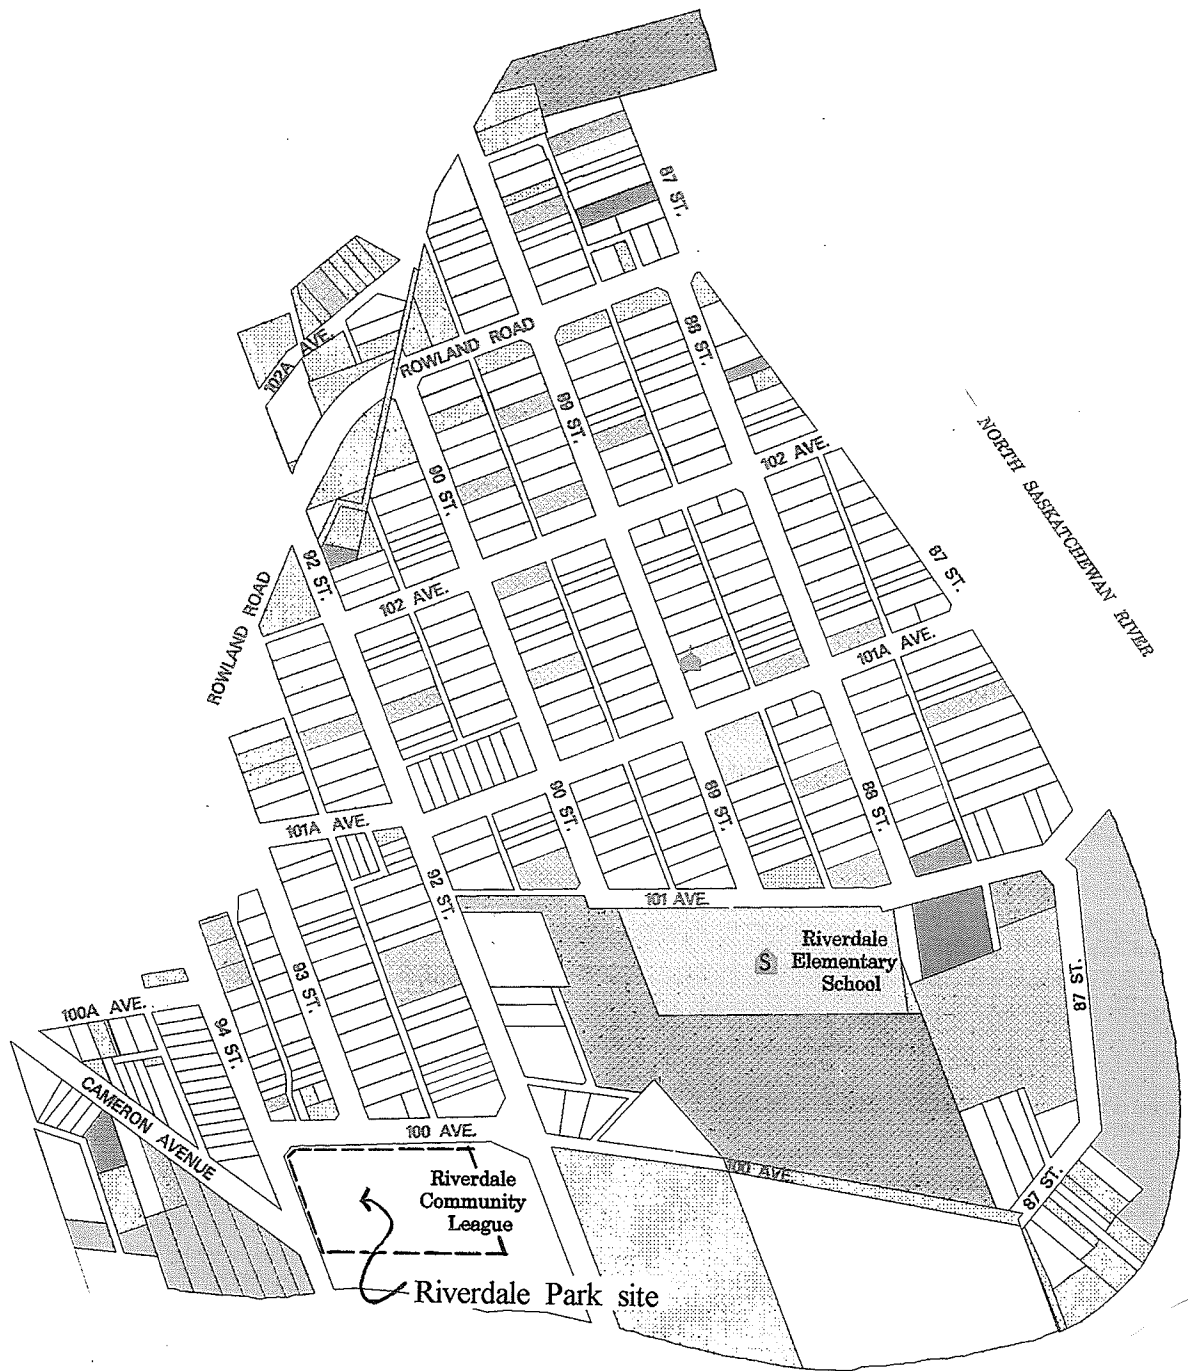 87 ST.
102A AVE.
ROWLAND ROAD
88 ST.
89 ST.
90 ST.
102 AVE.
NORTH SASKATCHEWAN RIVER
92 ST.
ROWLAND ROAD
102 AVE.
87 ST.
101A AVE.
90 ST.
89 ST.
88 ST.
101A AVE.
92 ST.
101 AVE.
Riverdale
Elementary
School
S
93 ST.
87 ST.
100A AVE.
94 ST.
CAMERON AVENUE
100 AVE.
100 AVE.
87 ST.
Riverdale
Community
League
Riverdale Park site